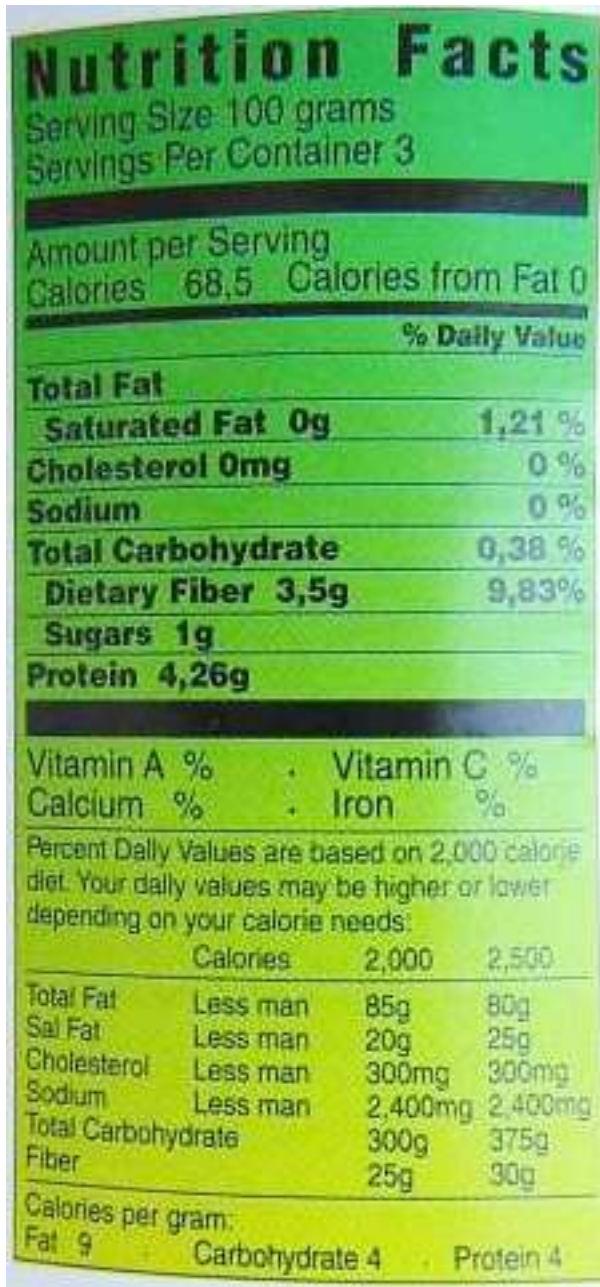 Nutrition Facts
Serving Size 100 grams
Servings Per Container 3
Amount per Serving
Calories 68,5 Calories from Fat 0
% Daily Value
Total Fat
Saturated Fat 0g 1,21 %
Cholesterol 0mg 0 %
Sodium 0 %
Total Carbohydrate 0,38 %
Dietary Fiber 3,5g 9,83%
Sugars 1g
Protein 4,26g
Vitamin A % . Vitamin C %
Calcium % . Iron %
Percent Daily Values are based on 2,000 calorie
diet. Your daily values may be higher or lower
depending on your calorie needs:
Calories 2,000 2,500
Total Fat Less man 85g 80g
Sal Fat Less man 20g 25g
Cholesterol Less man 300mg 300mg
Sodium Less man 2,400mg 2,400mg
Total Carbohydrate 300g 375g
Fiber 25g 30g
Calories per gram:
Fat 9 . Carbohydrate 4 . Protein 4